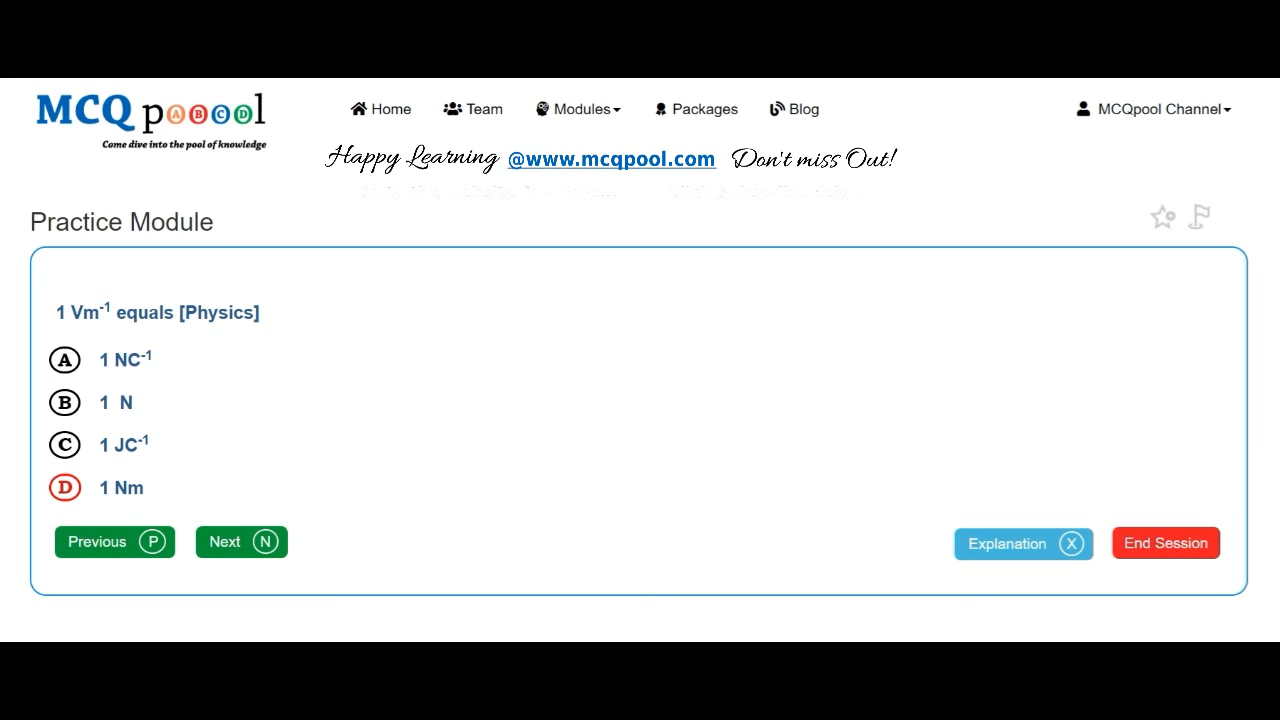 MCQ pABCDl
Come dive into the pool of knowledge
Home Team Modules Packages Blog MCQpool Channel
Happy Learning @www.mcqpool.com Don't miss Out!
Practice Module
1 Vm⁻¹ equals [Physics]
A 1 NC⁻¹
B 1 N
C 1 JC⁻¹
D 1 Nm
Previous P Next N Explanation X End Session